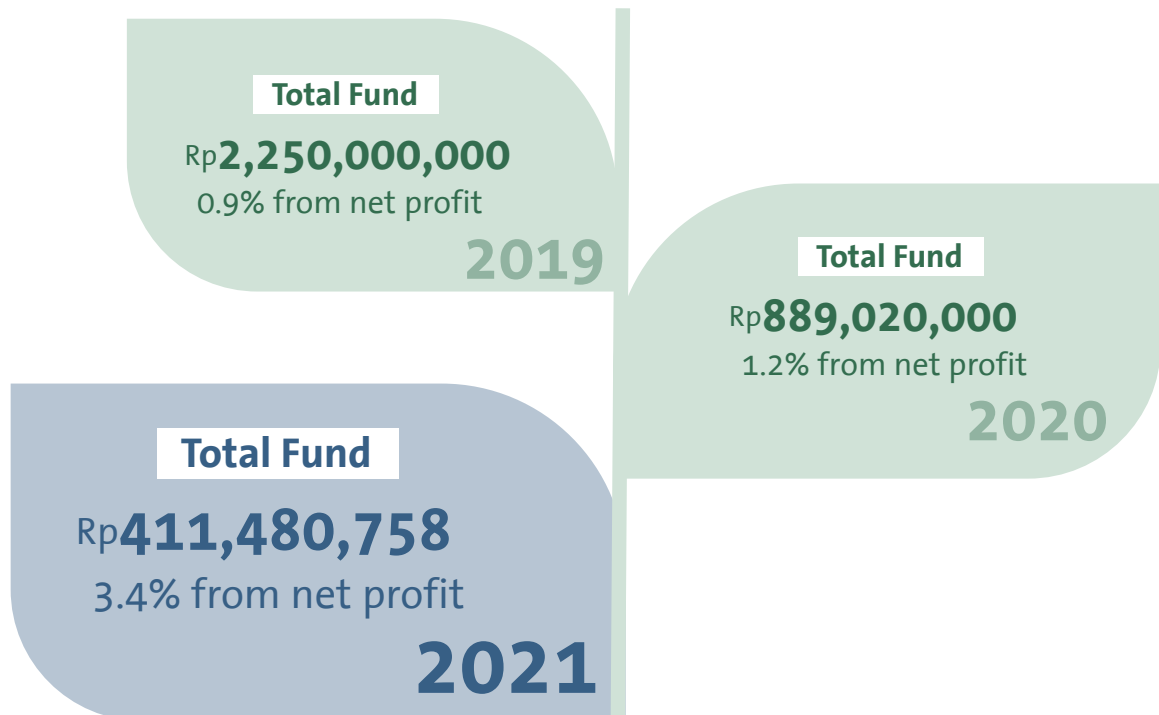 Total Fund
Rp2,250,000,000
0.9% from net profit
2019
Total Fund
Rp889,020,000
1.2% from net profit
2020
Total Fund
Rp411,480,758
3.4% from net profit
2021